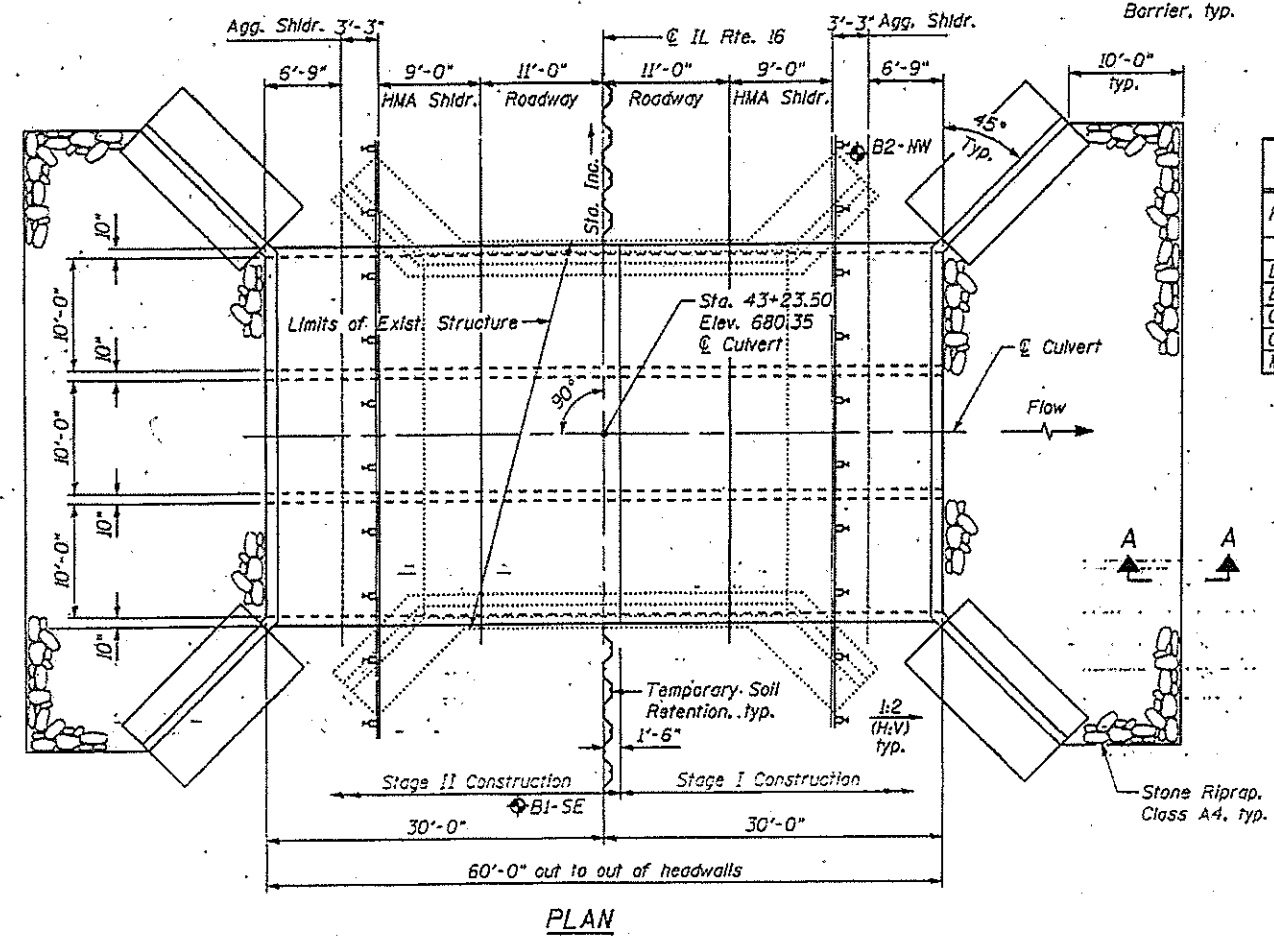 Barrier, typ.
Agg. Shldr. 3'-3"
℄ IL Rte. 16
3'-3" Agg. Shldr.
6'-9"
9'-0"
11'-0"
11'-0"
9'-0"
6'-9"
10'-0"
typ.
HMA Shldr.
Roadway
Roadway
HMA Shldr.
45°
Typ.
B2-NW
Sta. Inc.
10"
10'-0"
10"
10'-0"
10"
10'-0"
10"
Limits of Exist. Structure
Sta. 43+23.50
Elev. 680.35
℄ Culvert
℄ Culvert
90°
Flow
A
A
Temporary Soil
Retention, typ.
1'-6"
1:2
(H:V)
typ.
Stage II Construction
Stage I Construction
B1-SE
Stone Riprap,
Class A4, typ.
30'-0"
30'-0"
60'-0" out to out of headwalls
PLAN